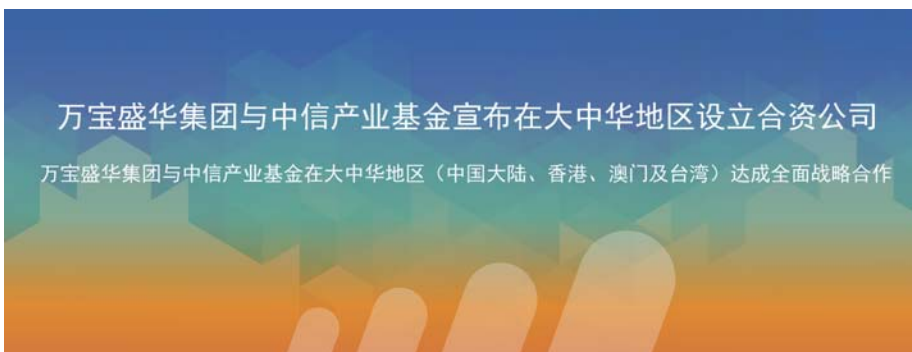 万宝盛华集团与中信产业基金宣布在大中华地区设立合资公司
万宝盛华集团与中信产业基金在大中华地区（中国大陆、香港、澳门及台湾）达成全面战略合作